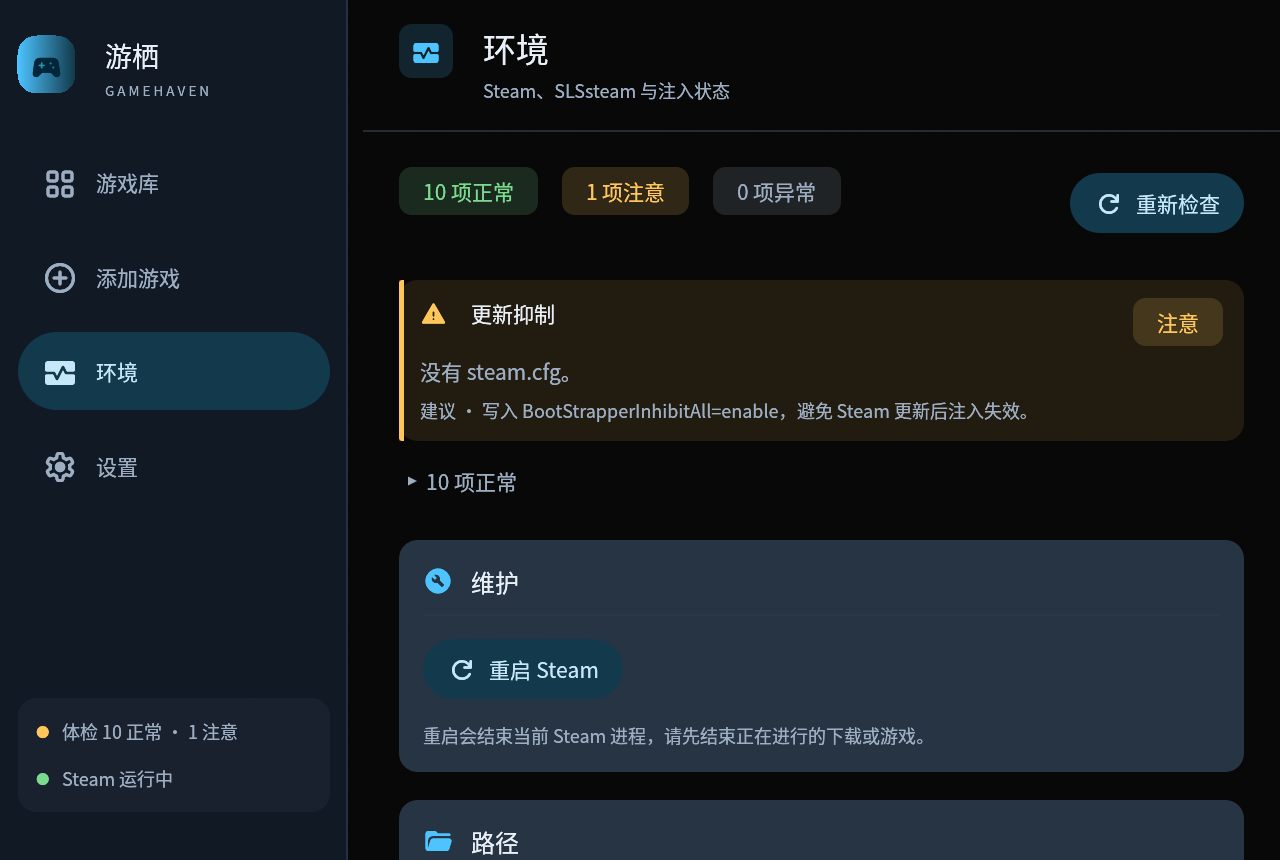 游栖
GAMEHAVEN
游戏库
添加游戏
环境
设置
体检 10 正常 · 1 注意
Steam 运行中
环境
Steam、SLSsteam 与注入状态
10 项正常
1 项注意
0 项异常
重新检查
更新抑制
注意
没有 steam.cfg。
建议 · 写入 BootStrapperInhibitAll=enable，避免 Steam 更新后注入失效。
▸ 10 项正常
维护
重启 Steam
重启会结束当前 Steam 进程，请先结束正在进行的下载或游戏。
路径